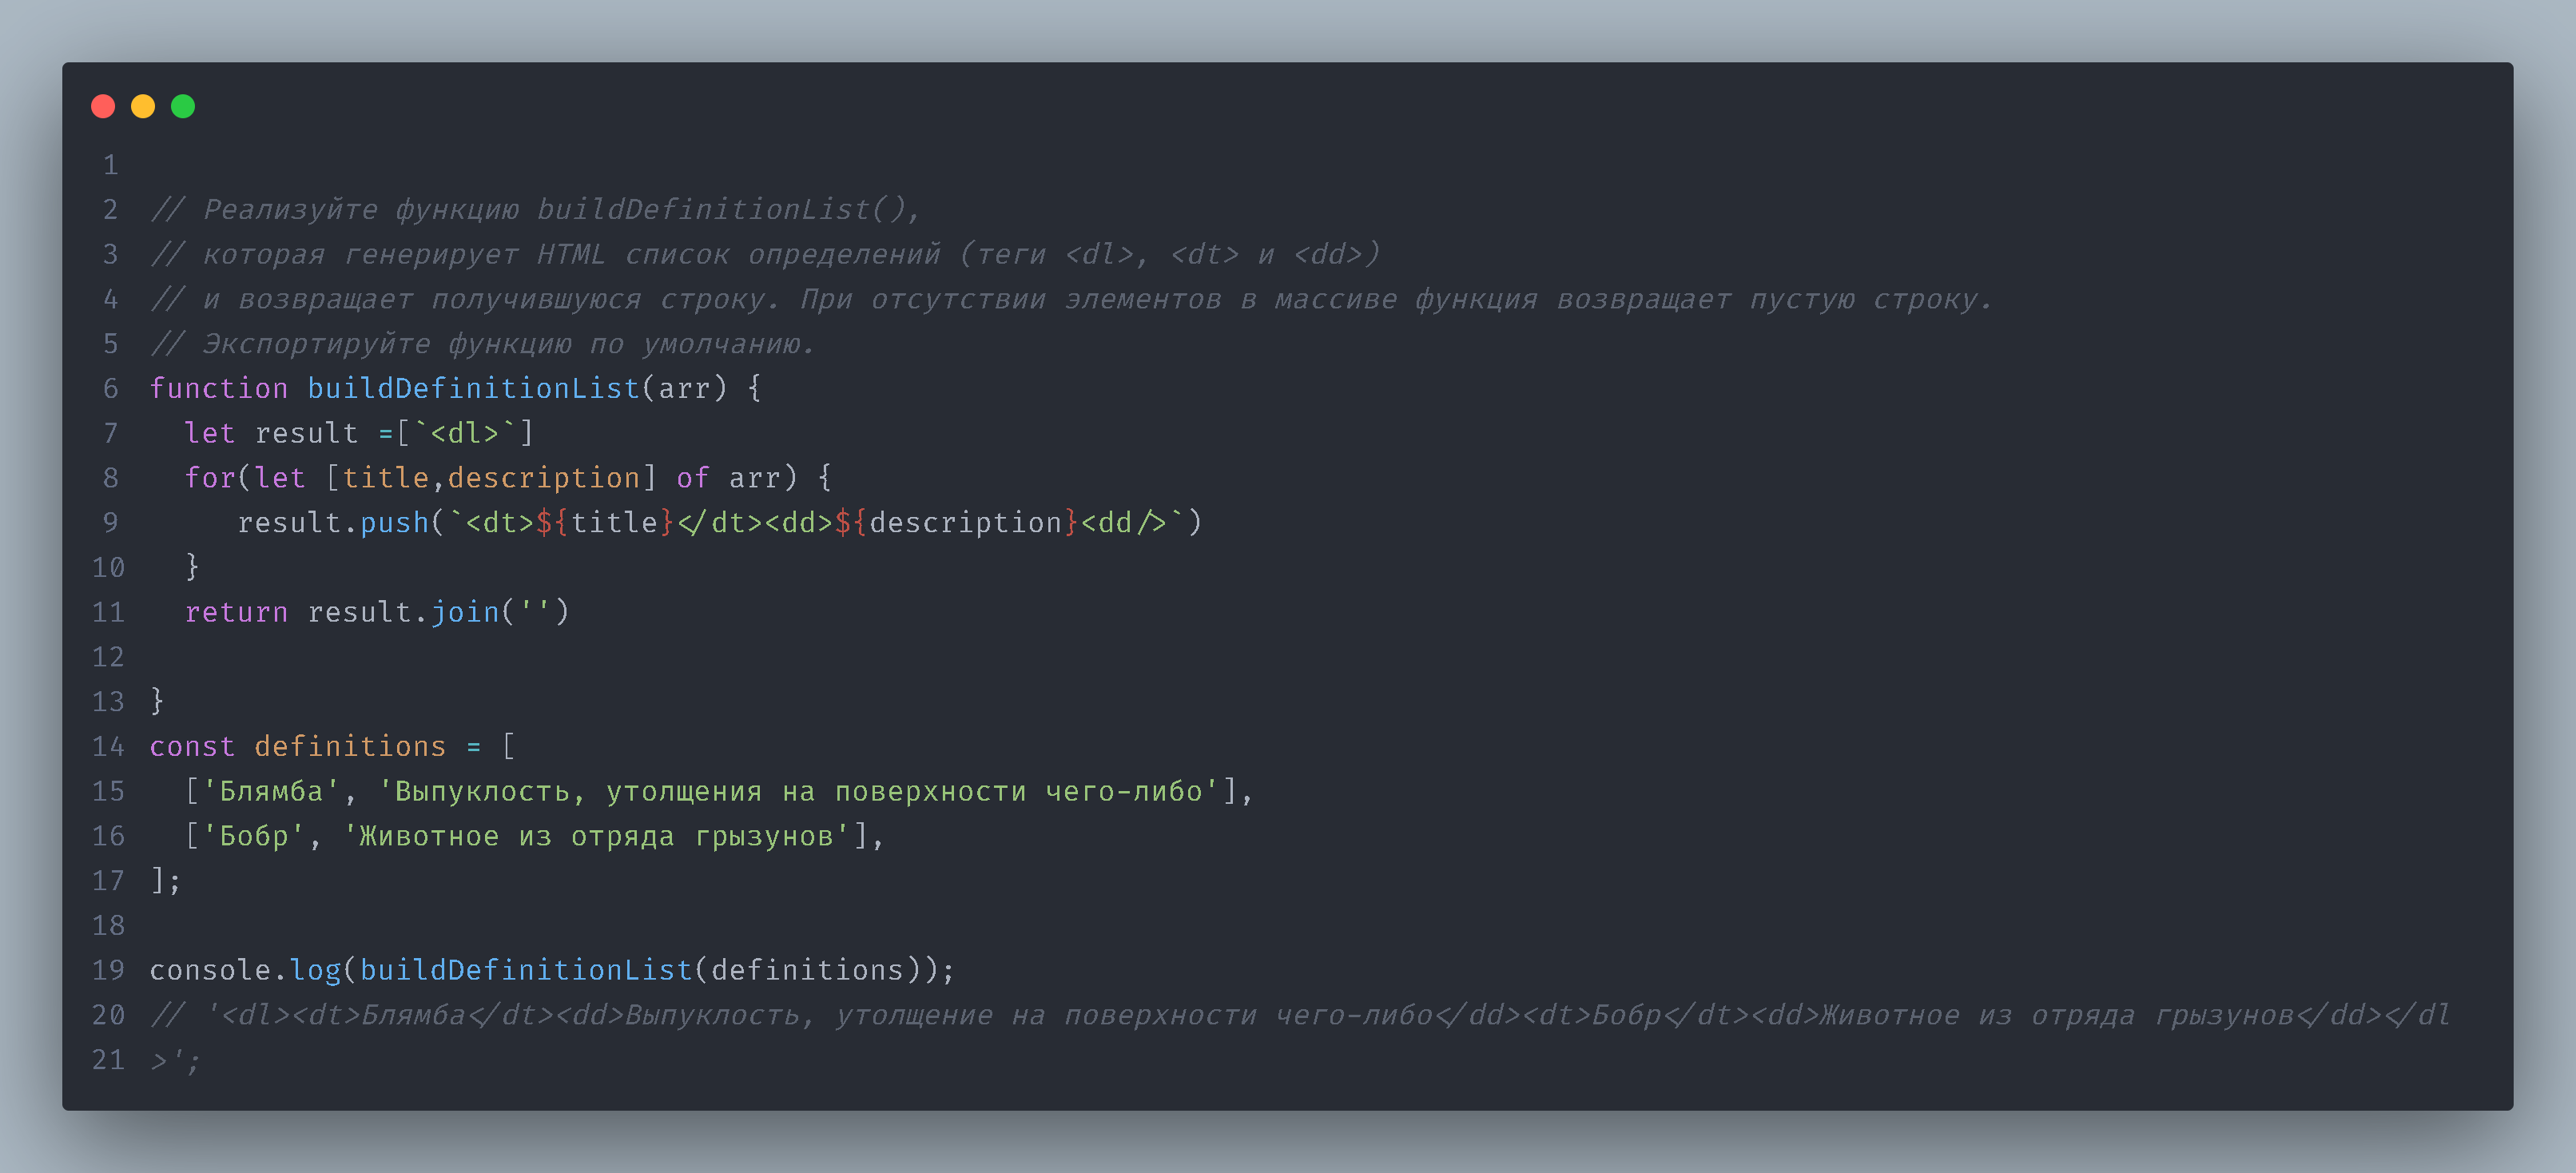 1
2 // Реализуйте функцию buildDefinitionList(),
3 // которая генерирует HTML список определений (теги <dl>, <dt> и <dd>)
4 // и возвращает получившуюся строку. При отсутствии элементов в массиве функция возвращает пустую строку.
5 // Экспортируйте функцию по умолчанию.
6 function buildDefinitionList(arr) {
7   let result =[`<dl>`]
8   for(let [title,description] of arr) {
9      result.push(`<dt>${title}</dt><dd>${description}<dd/>`)
10   }
11   return result.join('')
12
13 }
14 const definitions = [
15   ['Блямба', 'Выпуклость, утолщения на поверхности чего-либо'],
16   ['Бобр', 'Животное из отряда грызунов'],
17 ];
18
19 console.log(buildDefinitionList(definitions));
20 // '<dl><dt>Блямба</dt><dd>Выпуклость, утолщение на поверхности чего-либо</dd><dt>Бобр</dt><dd>Животное из отряда грызунов</dd></dl
21 >';